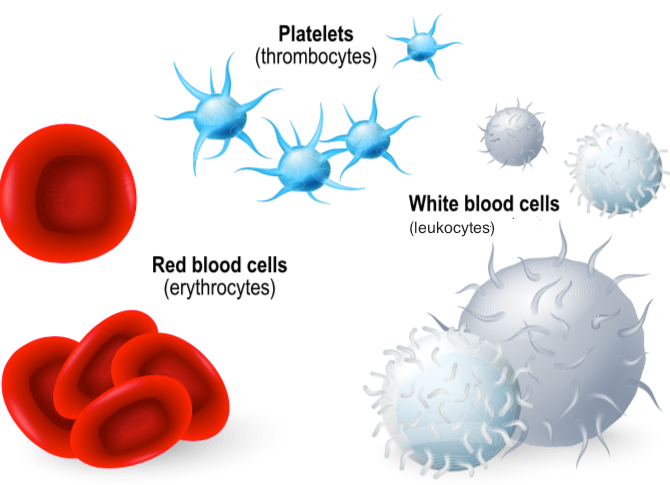 Platelets
(thrombocytes)
White blood cells
(leukocytes)
Red blood cells
(erythrocytes)